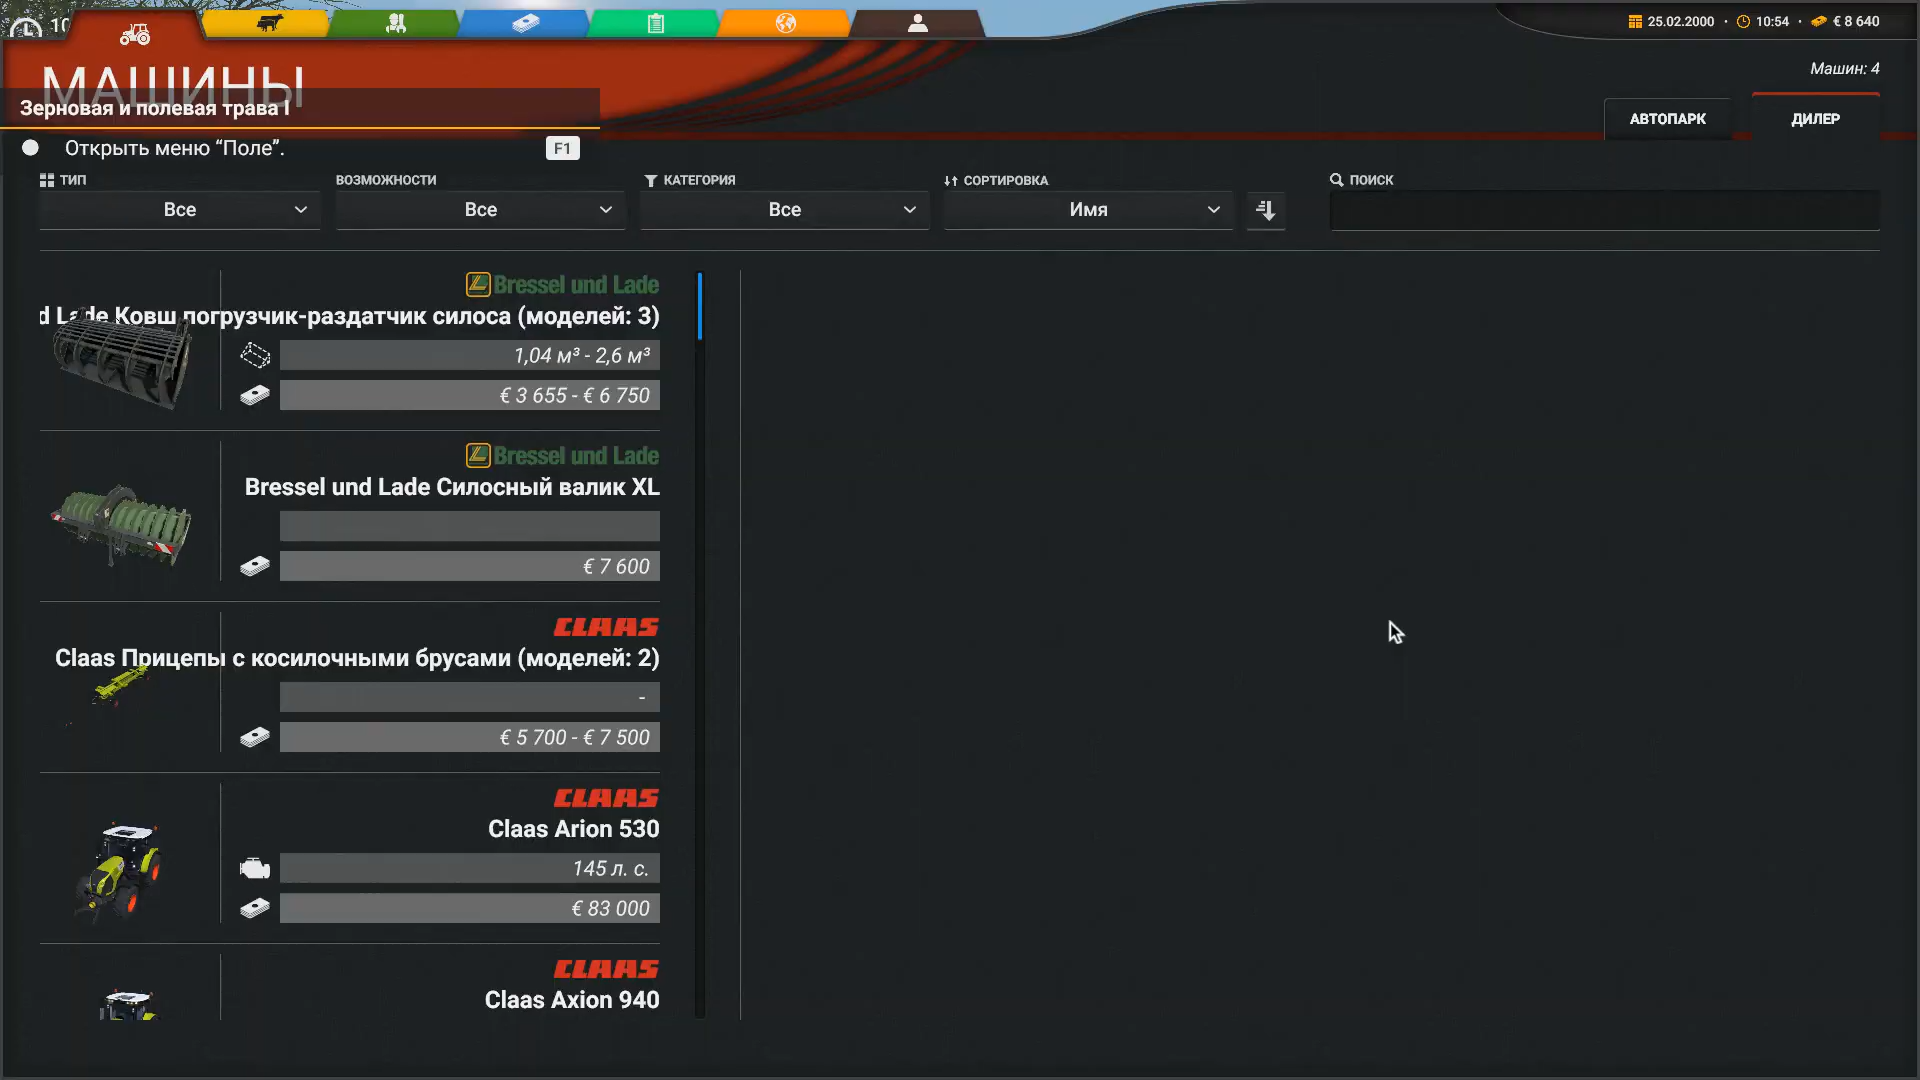 10
25.02.2000 · 10:54 · € 8 640
МАШИНЫ
Машин: 4
Зерновая и полевая трава I
АВТОПАРК
ДИЛЕР
Открыть меню “Поле”.
F1
ТИП
ВОЗМОЖНОСТИ
КАТЕГОРИЯ
СОРТИРОВКА
ПОИСК
Все
Все
Все
Имя
Bressel und Lade
d Lade Ковш погрузчик-раздатчик силоса (моделей: 3)
1,04 м³ - 2,6 м³
€ 3 655 - € 6 750
Bressel und Lade
Bressel und Lade Силосный валик XL
€ 7 600
CLAAS
Claas Прицепы с косилочными брусами (моделей: 2)
-
€ 5 700 - € 7 500
CLAAS
Claas Arion 530
145 л. с.
€ 83 000
CLAAS
Claas Axion 940